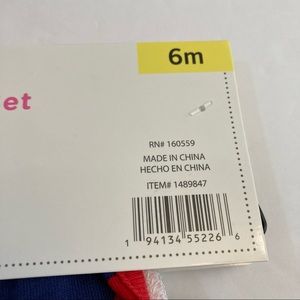 6m
et
RN# 160559
MADE IN CHINA
HECHO EN CHINA
ITEM# 1489847
1 94134 55226 6